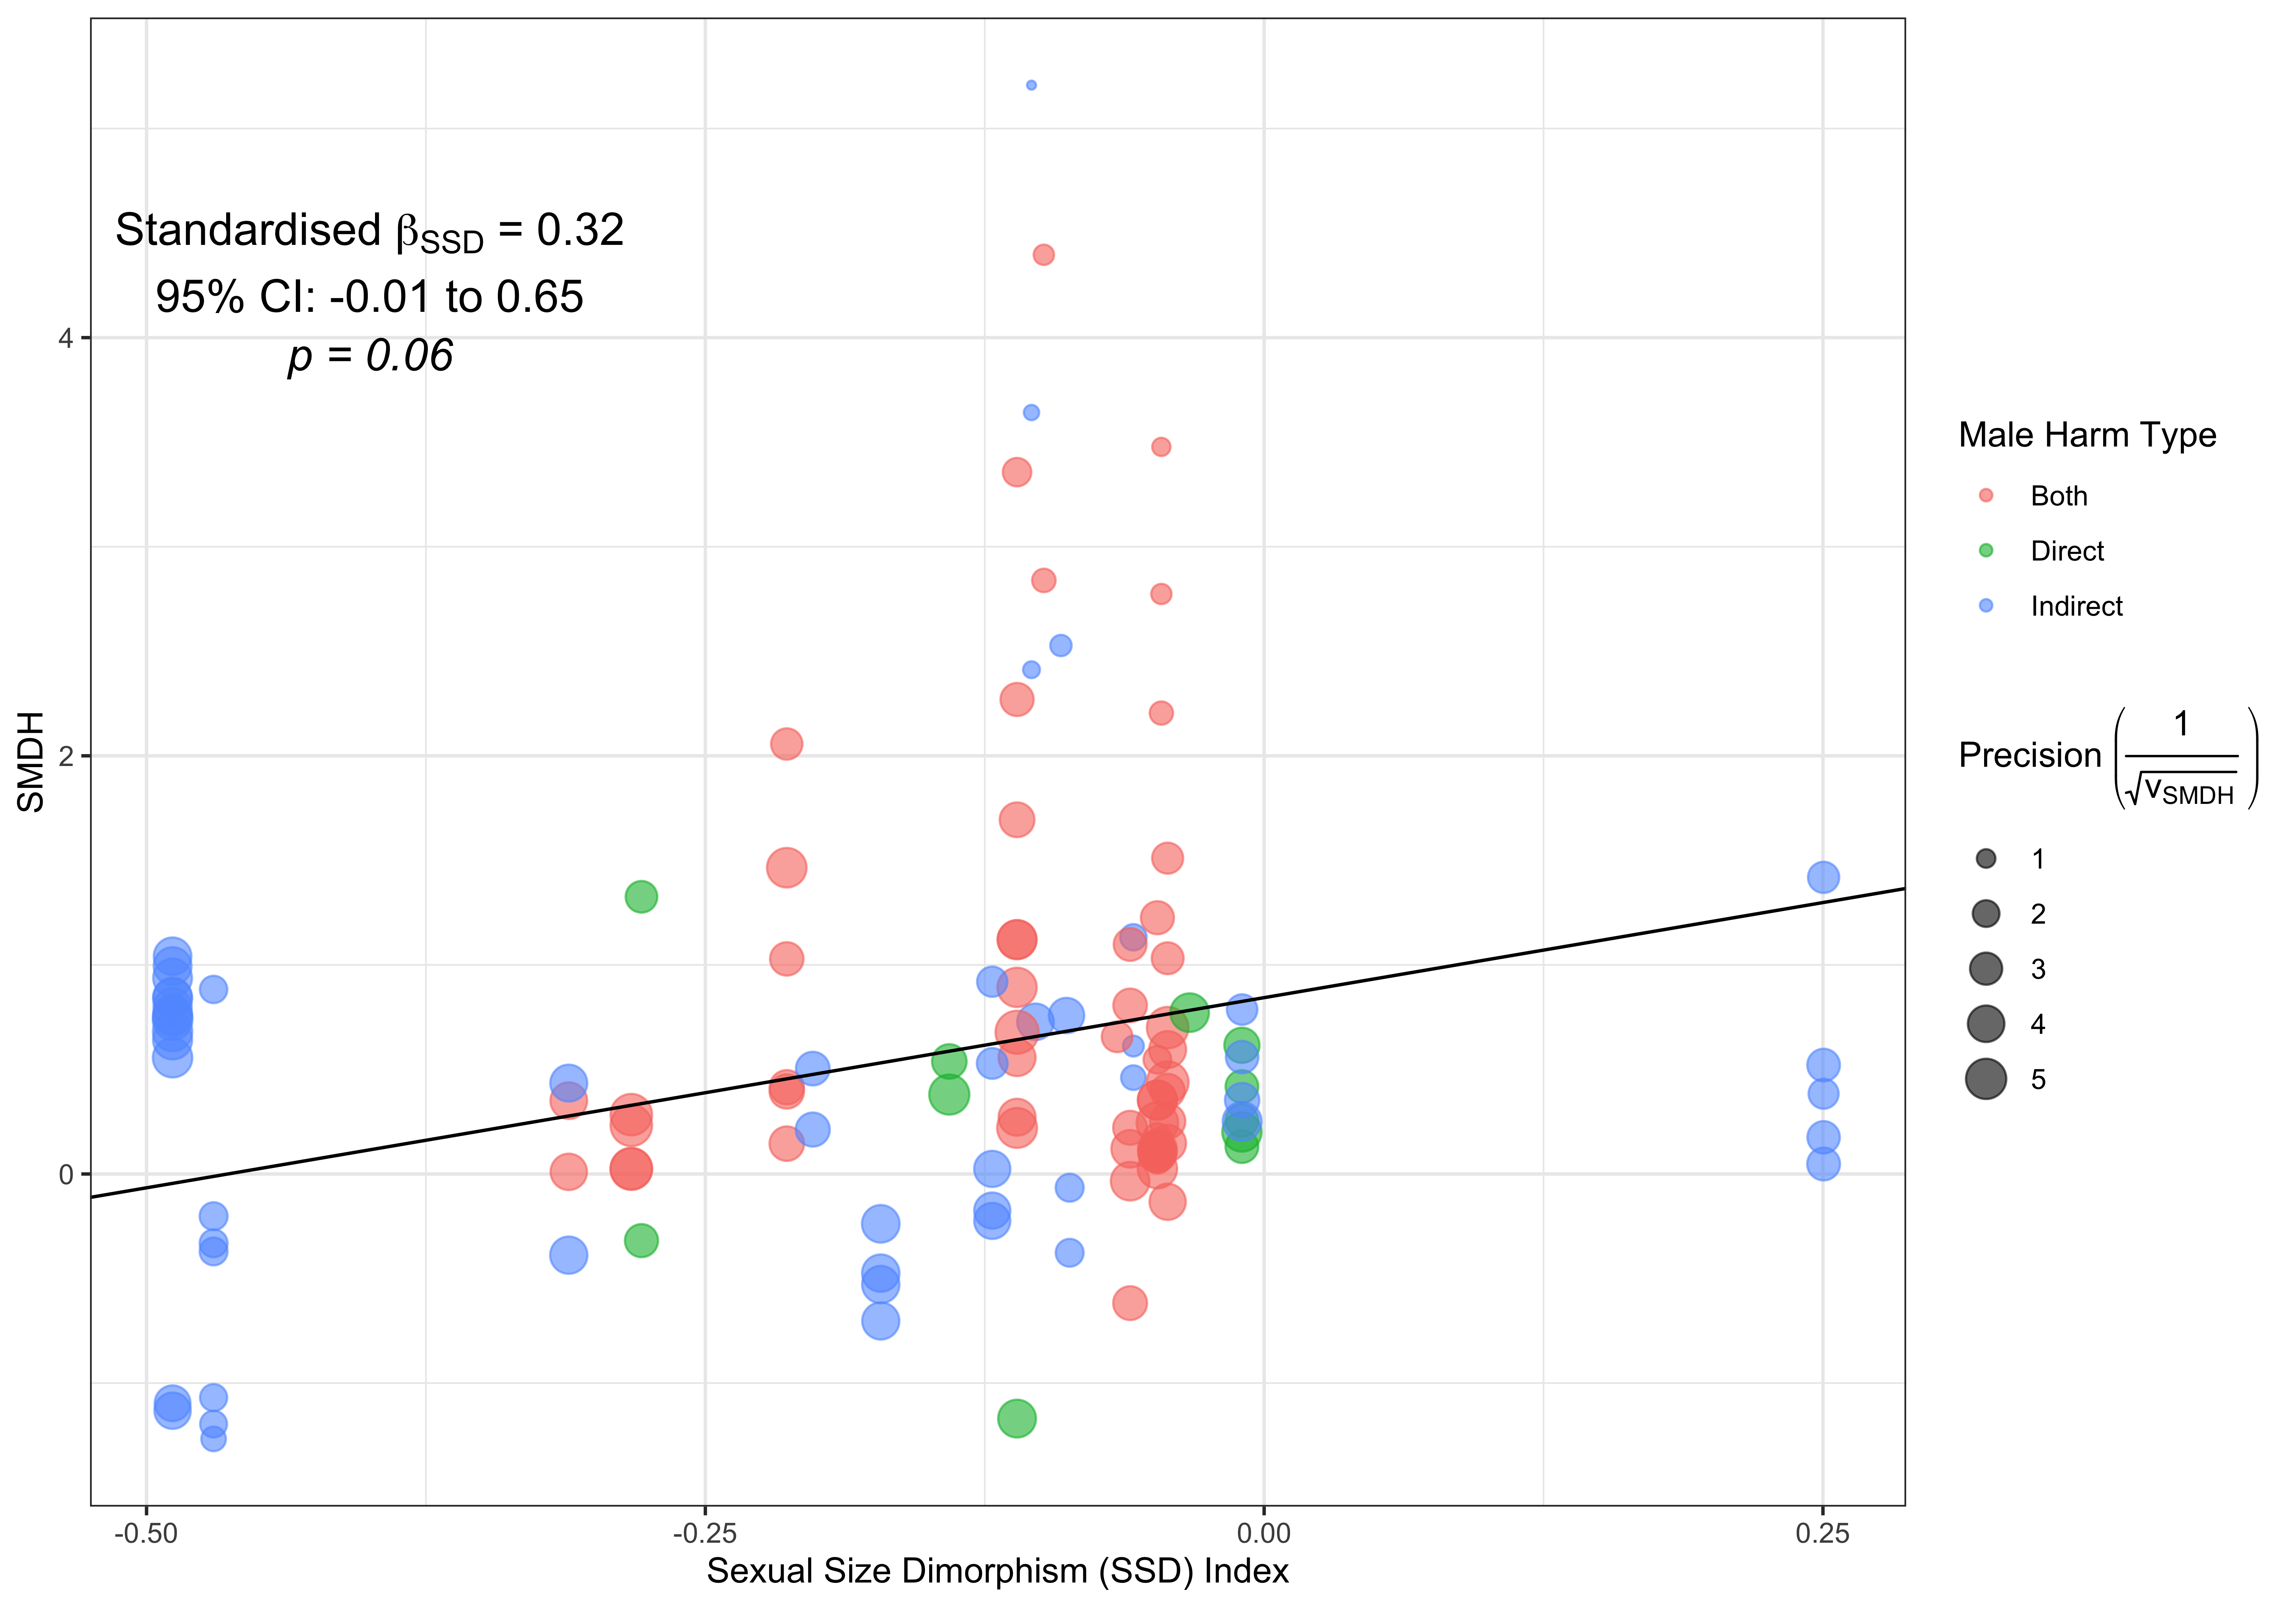 Standardised βSSD = 0.32
95% CI: -0.01 to 0.65
p = 0.06
SMDH
4
2
0
-0.50
-0.25
0.00
0.25
Sexual Size Dimorphism (SSD) Index
Male Harm Type
Both
Direct
Indirect
Precision (1/√vSMDH)
1
2
3
4
5